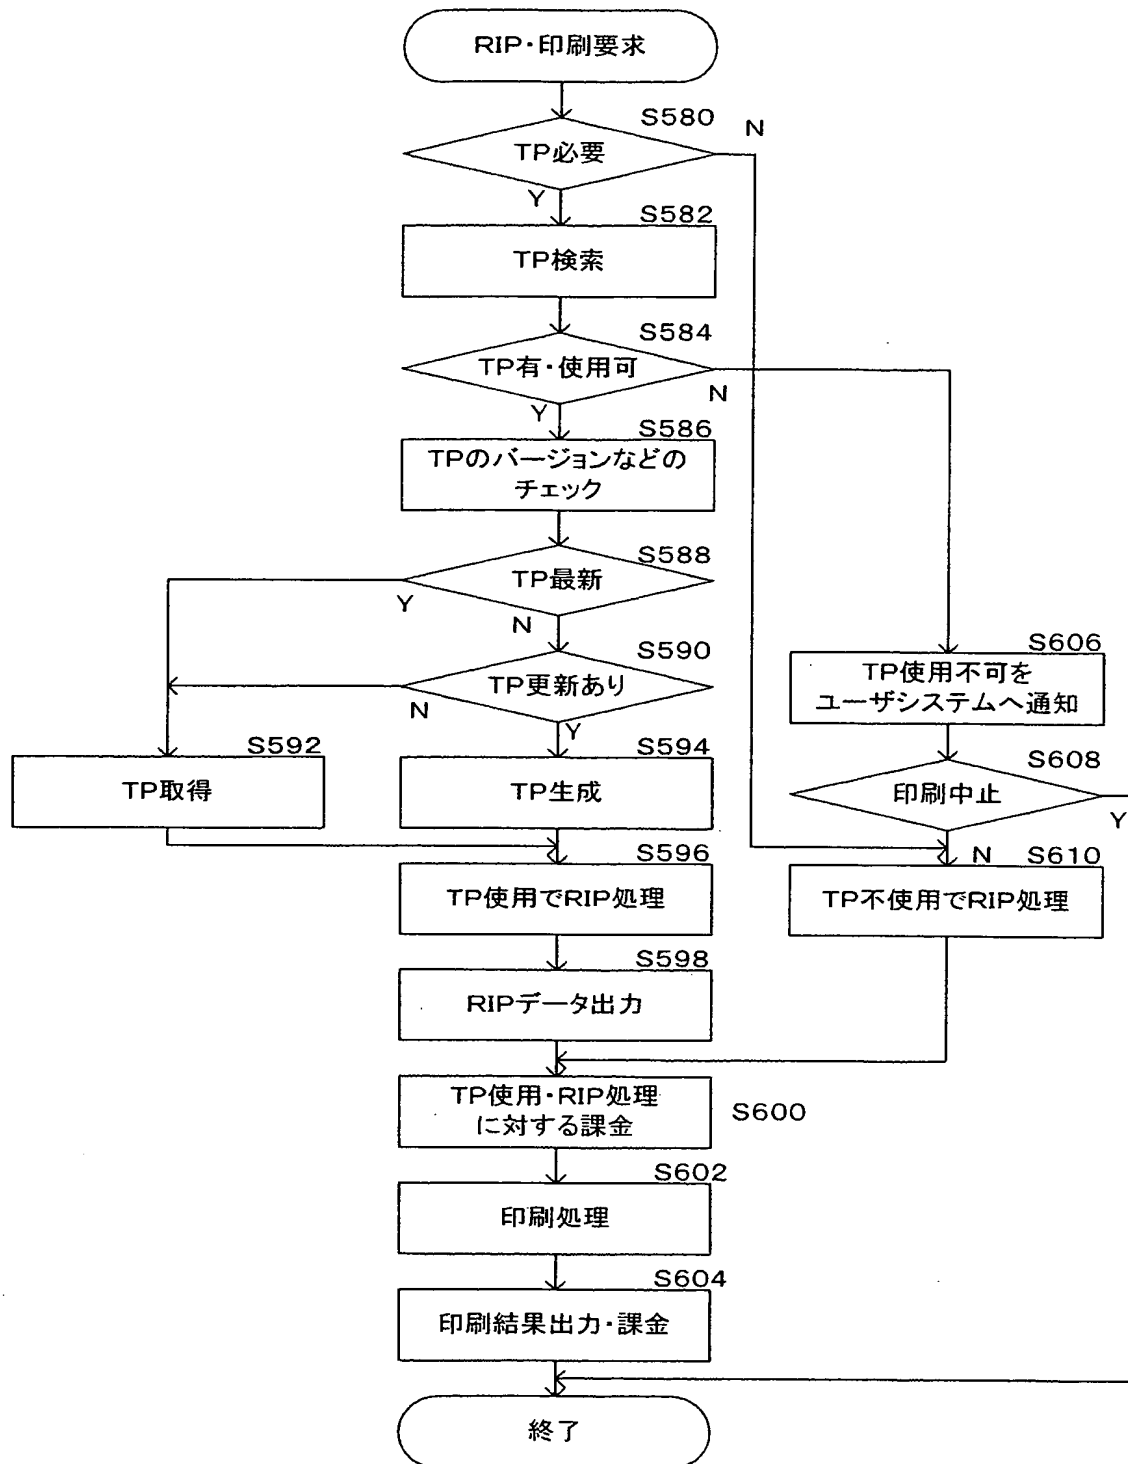 RIP・印刷要求
S580
N
TP必要
Y
S582
TP検索
S584
TP有・使用可
N
Y
S586
TPのバージョンなどの
チェック
S588
TP最新
Y
N
S590
TP更新あり
N
Y
S606
TP使用不可を
ユーザシステムへ通知
S592
TP取得
S594
TP生成
S608
印刷中止
Y
N
S596
TP使用でRIP処理
S610
TP不使用でRIP処理
S598
RIPデータ出力
TP使用・RIP処理
に対する課金
S600
S602
印刷処理
S604
印刷結果出力・課金
終了